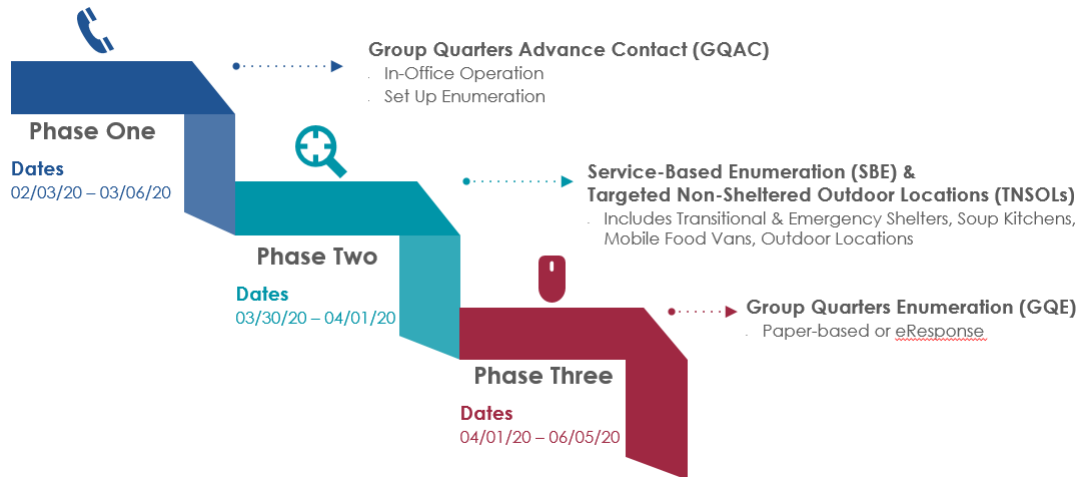 Group Quarters Advance Contact (GQAC)
In-Office Operation
Set Up Enumeration
Phase One
Dates
02/03/20 – 03/06/20
Service-Based Enumeration (SBE) &
Targeted Non-Sheltered Outdoor Locations (TNSOLs)
Includes Transitional & Emergency Shelters, Soup Kitchens,
Mobile Food Vans, Outdoor Locations
Phase Two
Dates
03/30/20 – 04/01/20
Group Quarters Enumeration (GQE)
Paper-based or eResponse
Phase Three
Dates
04/01/20 – 06/05/20